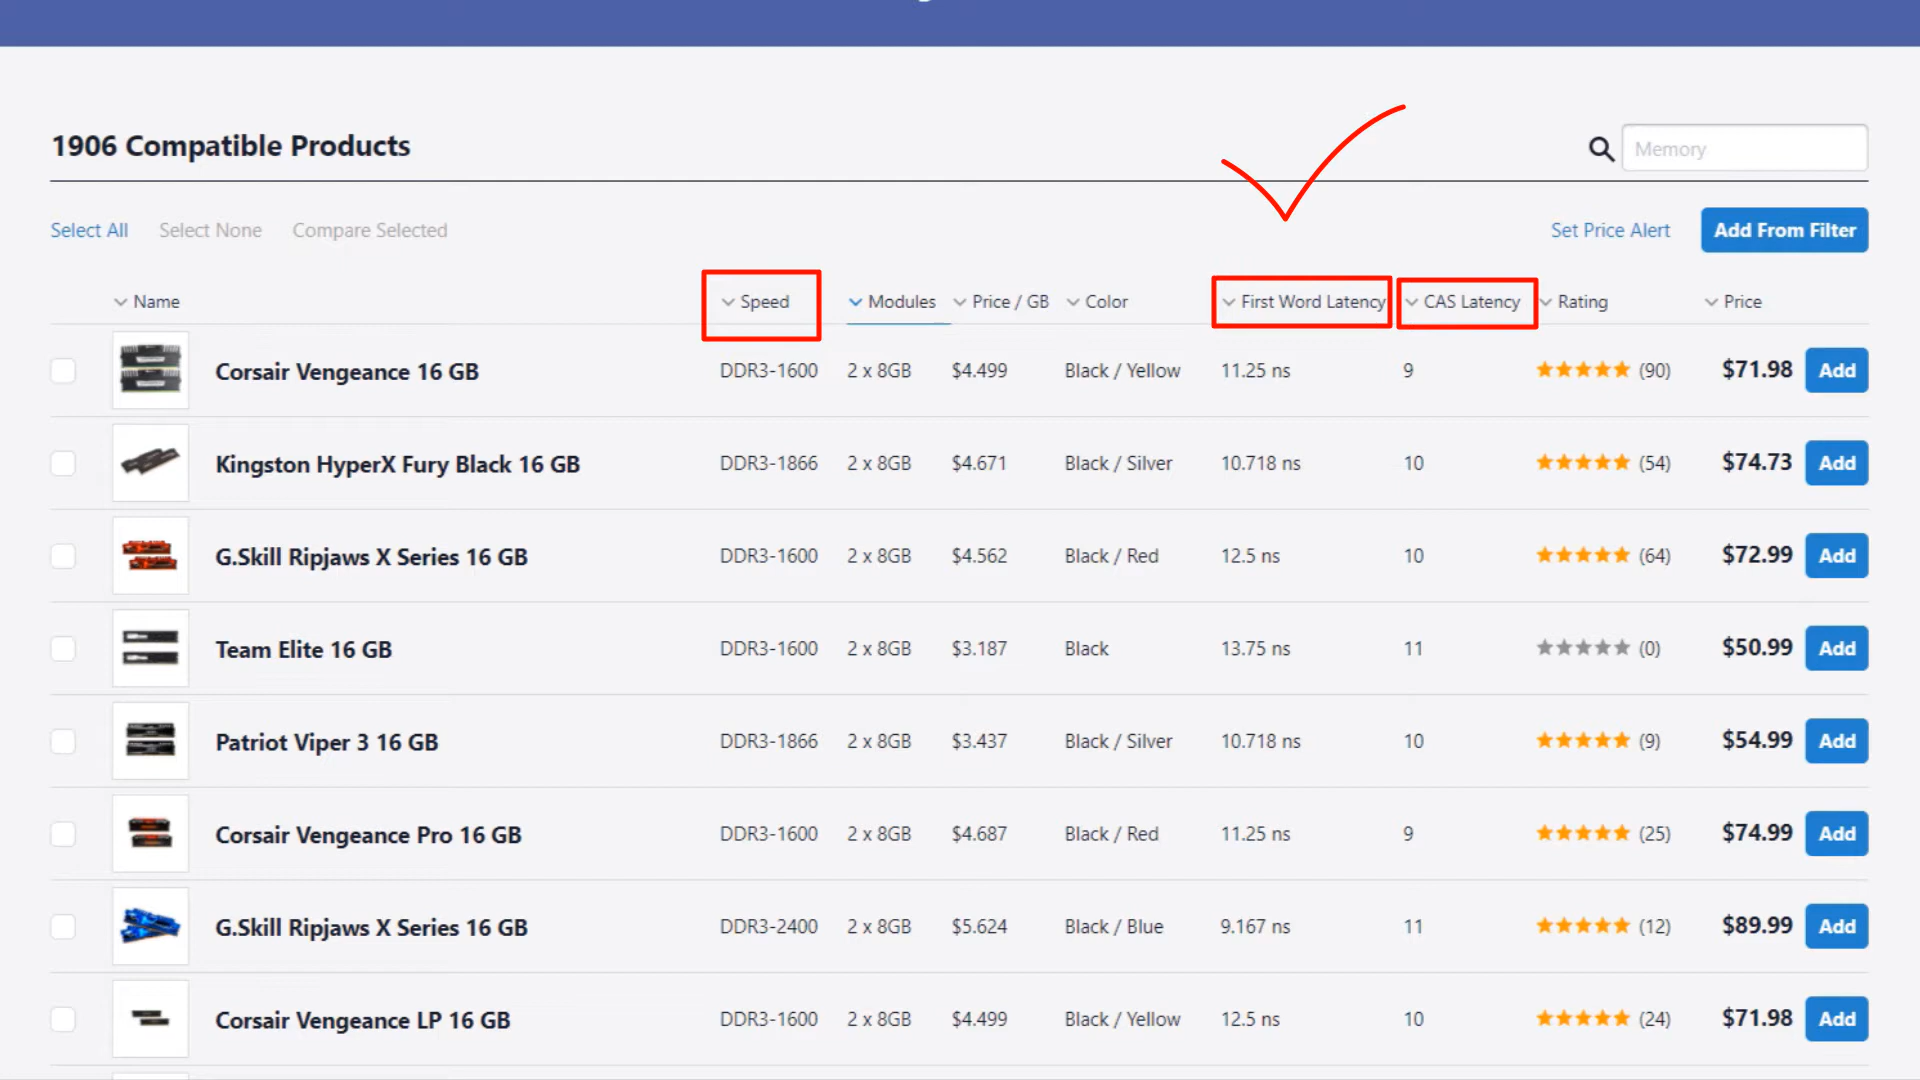 1906 Compatible Products
Memory
Select All Select None Compare Selected Set Price Alert Add From Filter
Name Speed Modules Price / GB Color First Word Latency CAS Latency Rating Price
Corsair Vengeance 16 GB DDR3-1600 2 x 8GB $4.499 Black / Yellow 11.25 ns 9 (90) $71.98 Add
Kingston HyperX Fury Black 16 GB DDR3-1866 2 x 8GB $4.671 Black / Silver 10.718 ns 10 (54) $74.73 Add
G.Skill Ripjaws X Series 16 GB DDR3-1600 2 x 8GB $4.562 Black / Red 12.5 ns 10 (64) $72.99 Add
Team Elite 16 GB DDR3-1600 2 x 8GB $3.187 Black 13.75 ns 11 (0) $50.99 Add
Patriot Viper 3 16 GB DDR3-1866 2 x 8GB $3.437 Black / Silver 10.718 ns 10 (9) $54.99 Add
Corsair Vengeance Pro 16 GB DDR3-1600 2 x 8GB $4.687 Black / Red 11.25 ns 9 (25) $74.99 Add
G.Skill Ripjaws X Series 16 GB DDR3-2400 2 x 8GB $5.624 Black / Blue 9.167 ns 11 (12) $89.99 Add
Corsair Vengeance LP 16 GB DDR3-1600 2 x 8GB $4.499 Black / Yellow 12.5 ns 10 (24) $71.98 Add